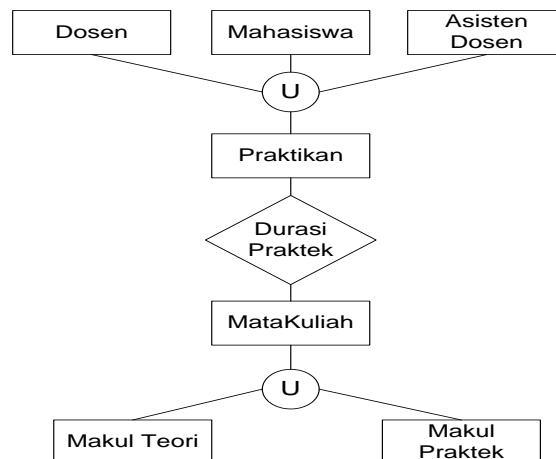 Dosen
Mahasiswa
Asisten
Dosen
U
Praktikan
Durasi
Praktek
MataKuliah
U
Makul Teori
Makul
Praktek